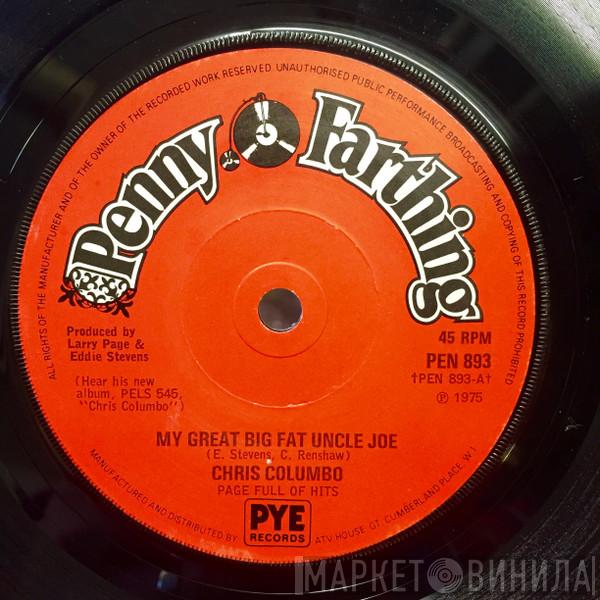 ALL RIGHTS OF THE MANUFACTURER AND OF THE OWNER OF THE RECORDED WORK RESERVED. UNAUTHORISED PUBLIC PERFORMANCE BROADCASTING AND COPYING OF THIS RECORD PROHIBITED
Penny Farthing
Produced by
Larry Page &
Eddie Stevens
(Hear his new
album, PELS 545,
"Chris Columbo")
45 RPM
PEN 893
†PEN 893-A†
℗ 1975
MY GREAT BIG FAT UNCLE JOE
(E. Stevens, C. Renshaw)
CHRIS COLUMBO
PAGE FULL OF HITS
PYE
RECORDS
MANUFACTURED AND DISTRIBUTED BY ATV HOUSE GT CUMBERLAND PLACE. W.1
МАРКЕТ ВИНИЛА